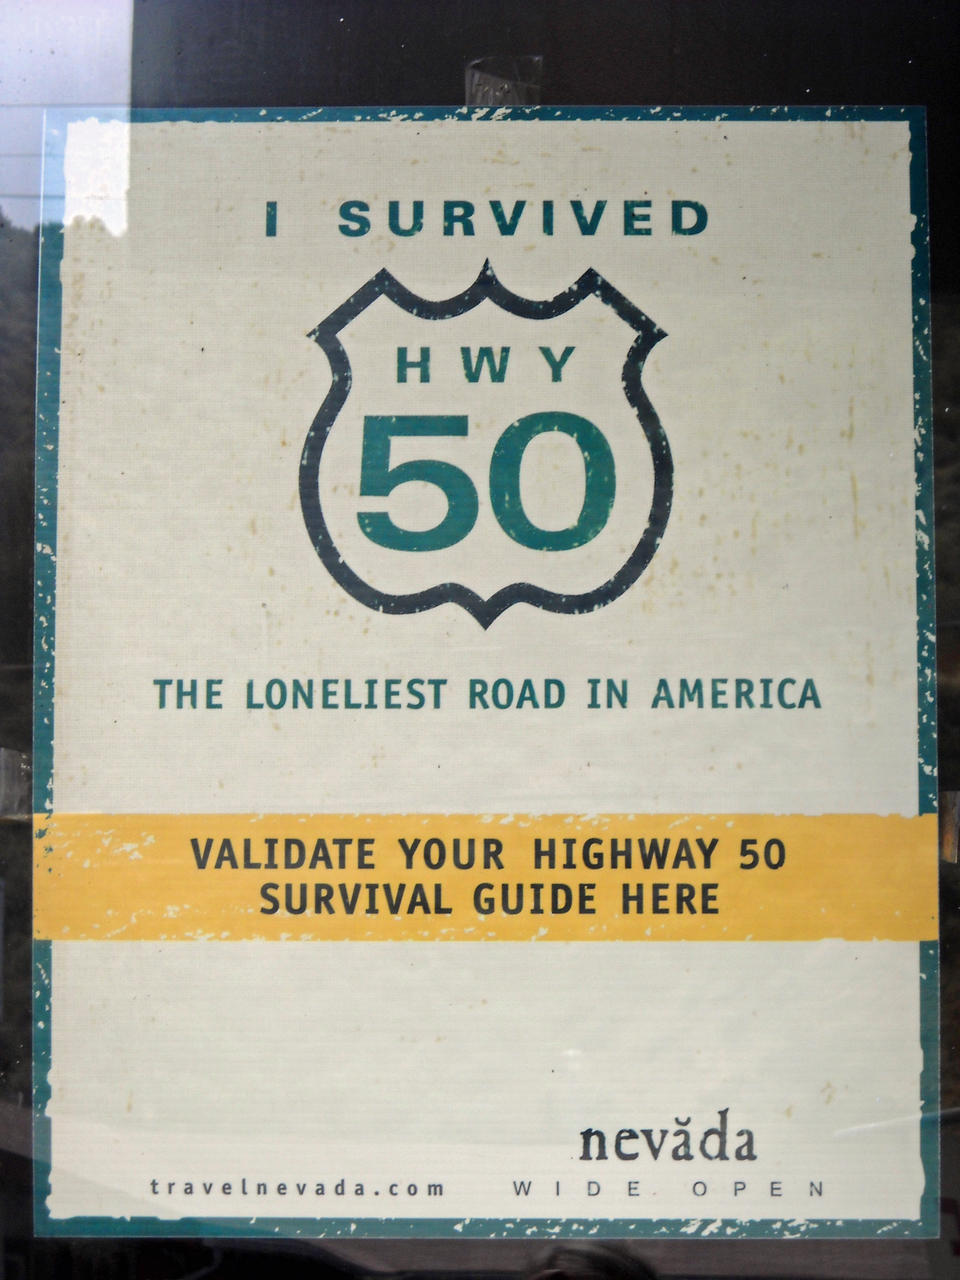 I SURVIVED
HWY
50
THE LONELIEST ROAD IN AMERICA
VALIDATE YOUR HIGHWAY 50
SURVIVAL GUIDE HERE
nevăda
travelnevada.com WIDE OPEN